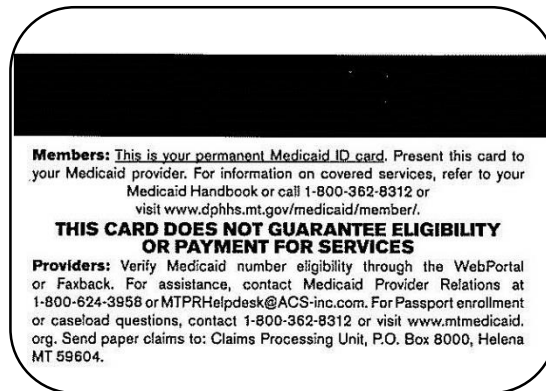 Members: This is your permanent Medicaid ID card. Present this card to
your Medicaid provider. For information on covered services, refer to your
Medicaid Handbook or call 1-800-362-8312 or
visit www.dphhs.mt.gov/medicaid/member/.
THIS CARD DOES NOT GUARANTEE ELIGIBILITY
OR PAYMENT FOR SERVICES
Providers: Verify Medicaid number eligibility through the WebPortal
or Faxback. For assistance, contact Medicaid Provider Relations at
1-800-624-3958 or MTPRHelpdesk@ACS-inc.com. For Passport enrollment
or caseload questions, contact 1-800-362-8312 or visit www.mtmedicaid.
org. Send paper claims to: Claims Processing Unit, P.O. Box 8000, Helena
MT 59604.